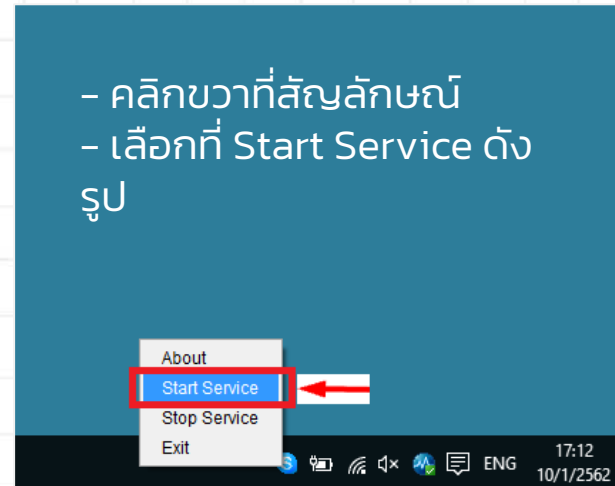 - คลิกขวาที่สัญลักษณ์
- เลือกที่ Start Service ดัง
รูป
About
Start Service
Stop Service
Exit
ENG
17:12
10/1/2562